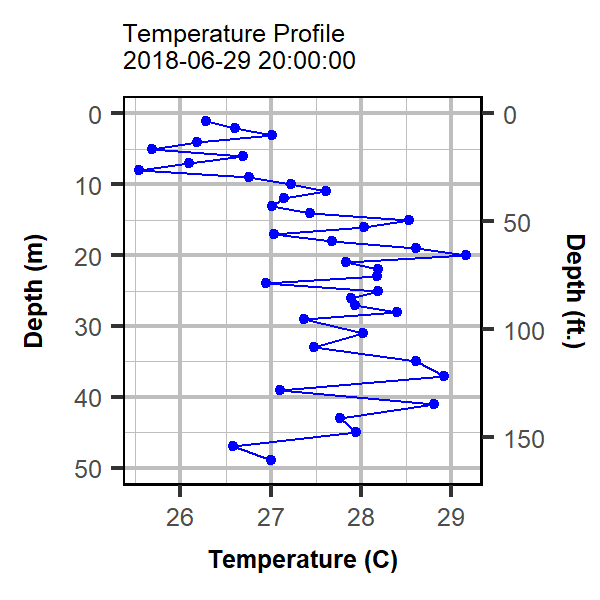 Temperature Profile
2018-06-29 20:00:00
0
10
20
30
40
50
Depth (m)
0
50
100
150
Depth (ft.)
26 27 28 29
Temperature (C)